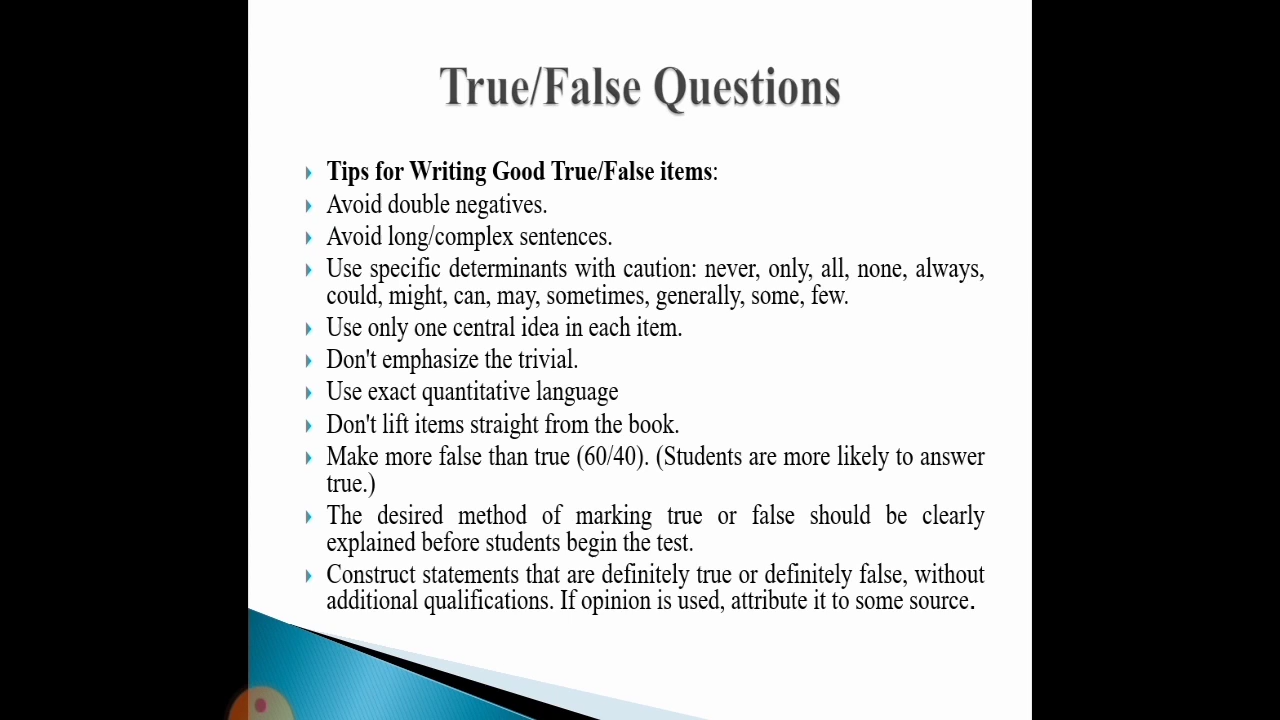 True/False Questions
Tips for Writing Good True/False items:
Avoid double negatives.
Avoid long/complex sentences.
Use specific determinants with caution: never, only, all, none, always,
could, might, can, may, sometimes, generally, some, few.
Use only one central idea in each item.
Don't emphasize the trivial.
Use exact quantitative language
Don't lift items straight from the book.
Make more false than true (60/40). (Students are more likely to answer
true.)
The desired method of marking true or false should be clearly
explained before students begin the test.
Construct statements that are definitely true or definitely false, without
additional qualifications. If opinion is used, attribute it to some source.